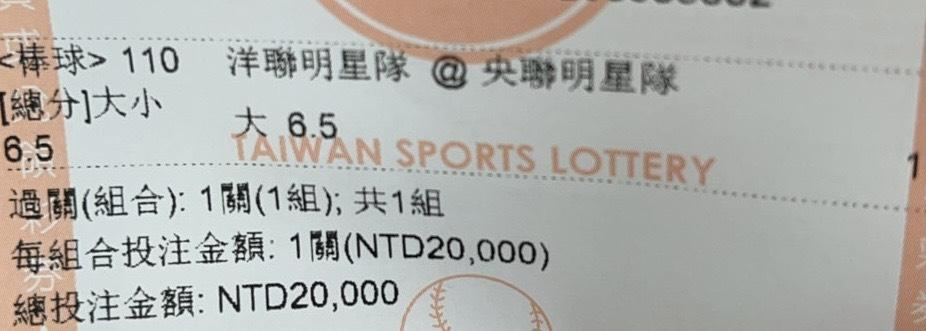 <棒球> 110 洋聯明星隊 @ 央聯明星隊
[總分]大小
大 6.5
6.5
TAIWAN SPORTS LOTTERY
過關(組合): 1關(1組); 共1組
每組合投注金額: 1關(NTD20,000)
總投注金額: NTD20,000